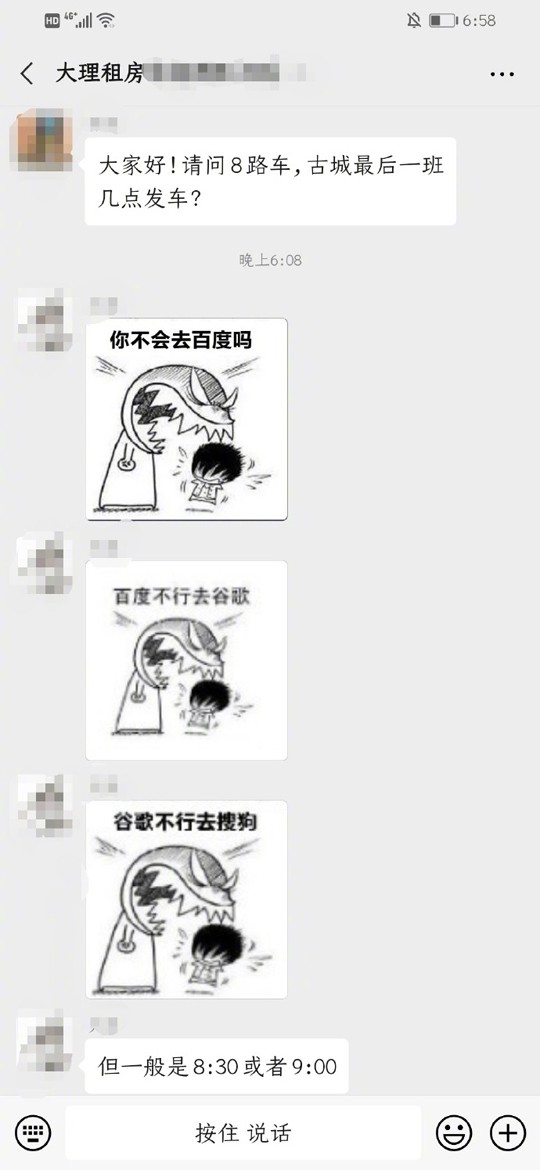 HD 4G 6:58
大理租房
大家好!请问8路车,古城最后一班
几点发车?
晚上6:08
你不会去百度吗
百度不行去谷歌
谷歌不行去搜狗
但一般是8:30或者9:00
按住 说话